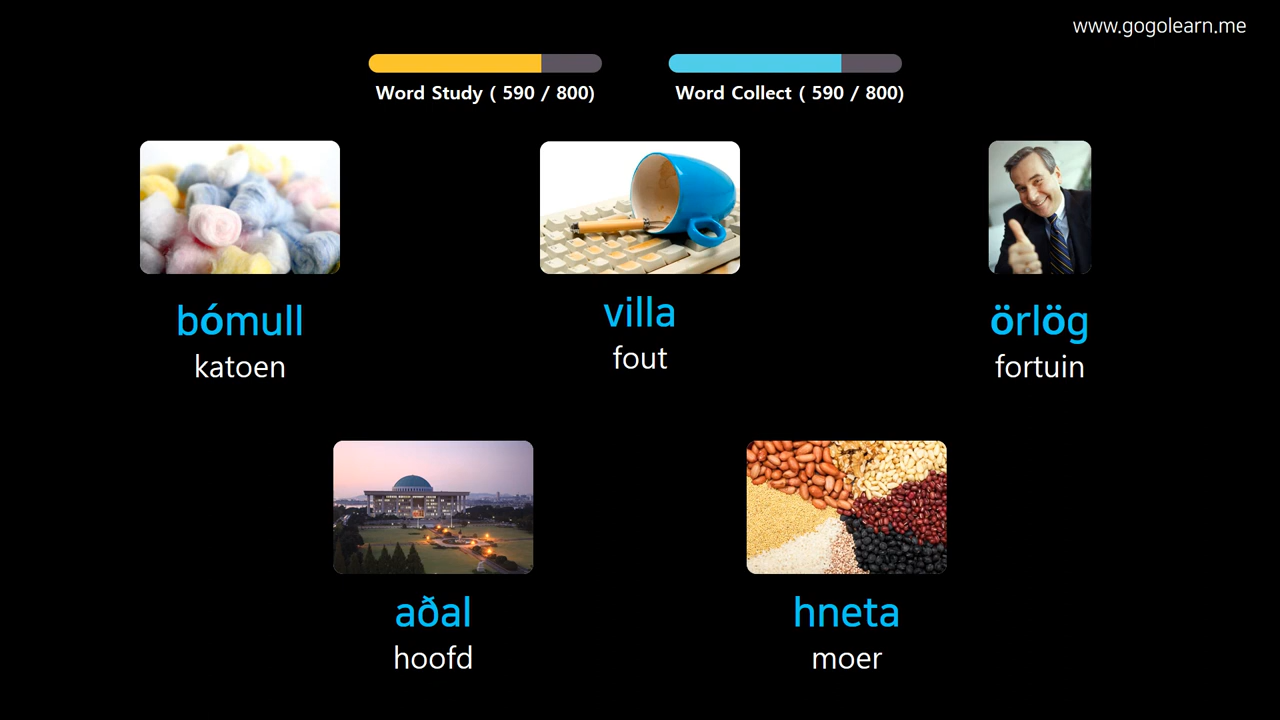 www.gogolearn.me
Word Study ( 590 / 800)
Word Collect ( 590 / 800)
bómull
katoen
villa
fout
örlög
fortuin
aðal
hoofd
hneta
moer